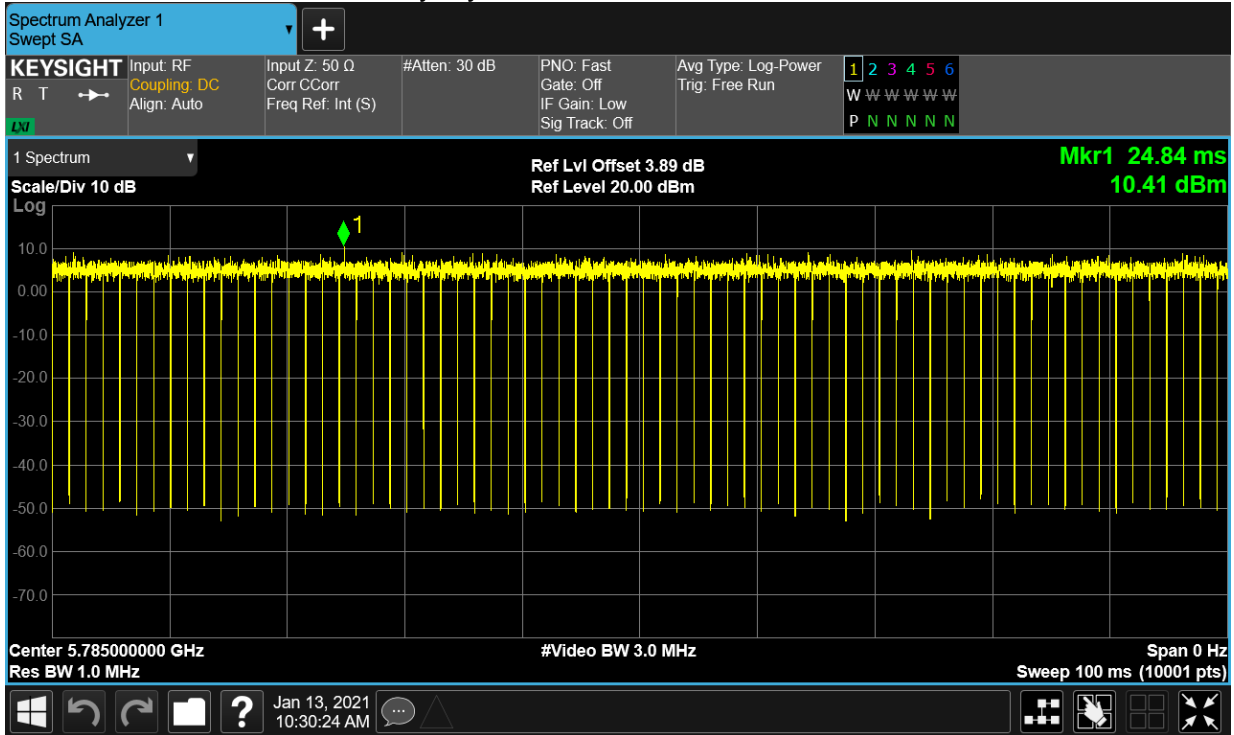 Spectrum Analyzer 1
Swept SA
+
KEYSIGHT
R T
LXI
Input: RF
Coupling: DC
Align: Auto
Input Z: 50 Ω
Corr CCorr
Freq Ref: Int (S)
#Atten: 30 dB
PNO: Fast
Gate: Off
IF Gain: Low
Sig Track: Off
Avg Type: Log-Power
Trig: Free Run
1 2 3 4 5 6
W W W W W W
P N N N N N
1 Spectrum
Scale/Div 10 dB
Log
Ref Lvl Offset 3.89 dB
Ref Level 20.00 dBm
Mkr1 24.84 ms
10.41 dBm
1
10.0
0.00
-10.0
-20.0
-30.0
-40.0
-50.0
-60.0
-70.0
Center 5.785000000 GHz
Res BW 1.0 MHz
#Video BW 3.0 MHz
Span 0 Hz
Sweep 100 ms (10001 pts)
?
Jan 13, 2021
10:30:24 AM